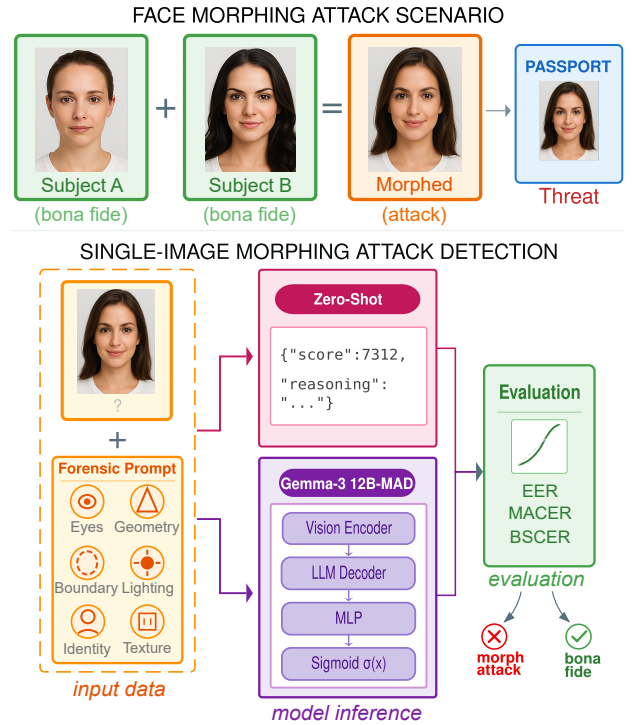 FACE MORPHING ATTACK SCENARIO
Subject A
(bona fide)
+
Subject B
(bona fide)
=
Morphed
(attack)
PASSPORT
Threat
SINGLE-IMAGE MORPHING ATTACK DETECTION
?
+
Forensic Prompt
Eyes
Geometry
Boundary
Lighting
Identity
Texture
input data
Zero-Shot
{"score":7312,
"reasoning":
"..."}
Gemma-3 12B-MAD
Vision Encoder
LLM Decoder
MLP
Sigmoid σ(x)
model inference
Evaluation
EER
MACER
BSCER
evaluation
morph
attack
bona
fide